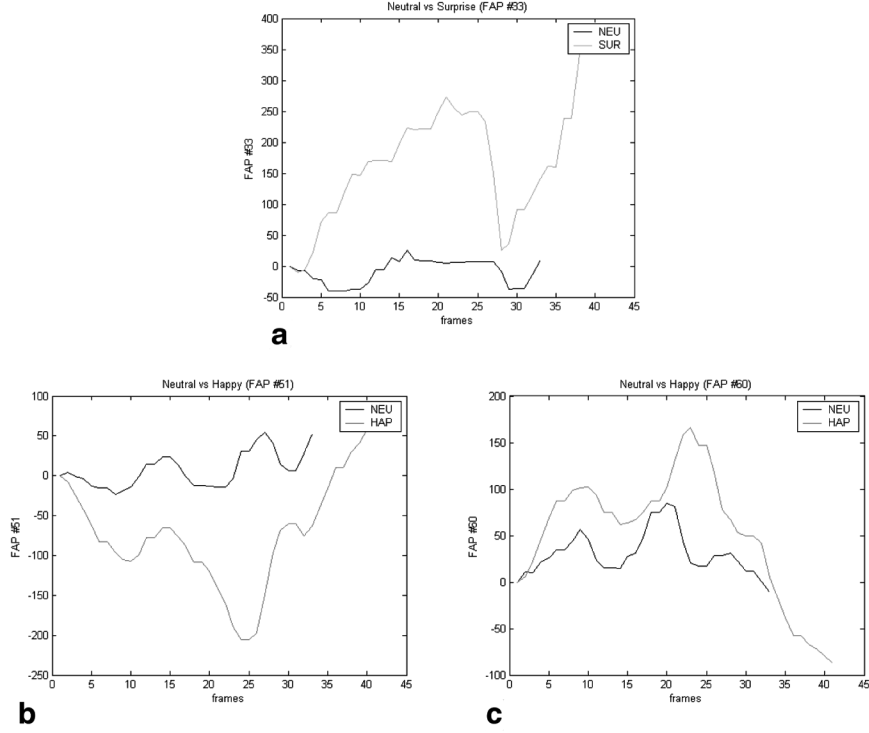 Neutral vs Surprise (FAP #33)
400
350
300
250
200
150
100
50
0
-50
FAP #33
NEU
SUR
0 5 10 15 20 25 30 35 40 45
frames
a
Neutral vs Happy (FAP #51)
100
50
0
-50
-100
-150
-200
-250
FAP #51
NEU
HAP
0 5 10 15 20 25 30 35 40 45
frames
b
Neutral vs Happy (FAP #60)
200
150
100
50
0
-50
-100
FAP #60
NEU
HAP
0 5 10 15 20 25 30 35 40 45
frames
c